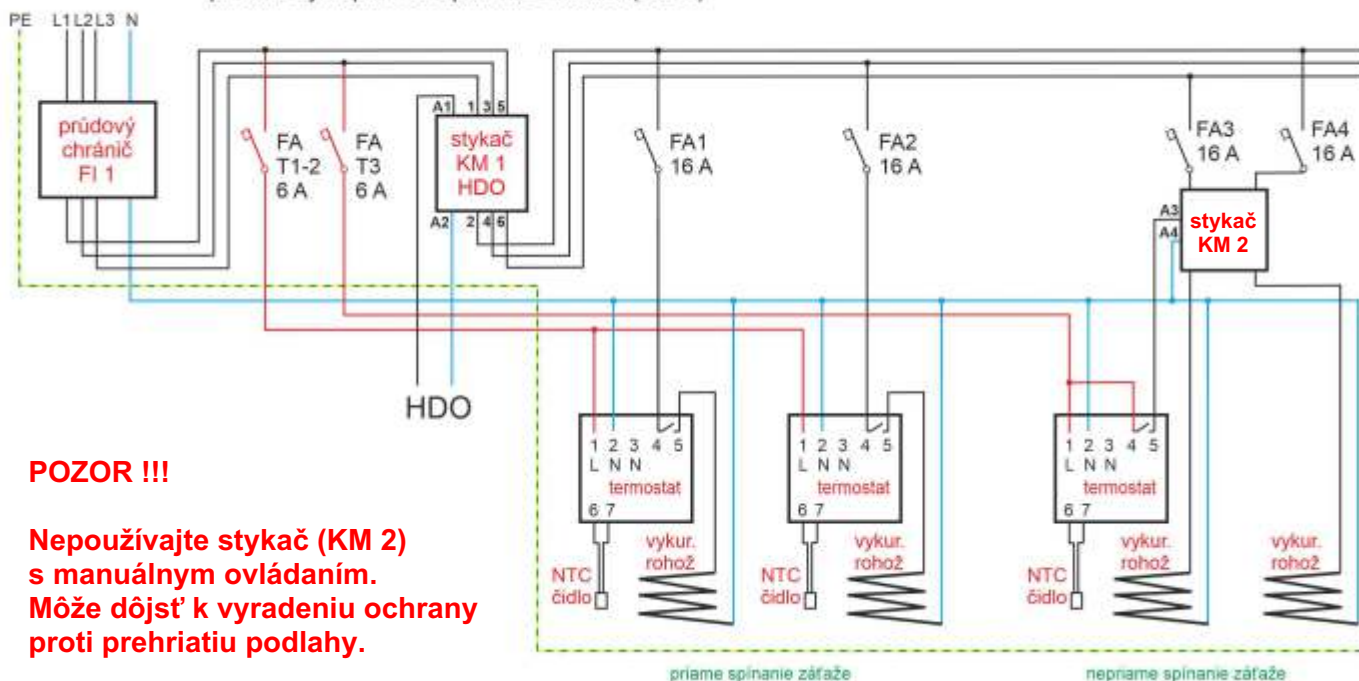 PE L1 L2 L3 N
prúdový
chránič
FI 1
FA
T1-2
6 A
FA
T3
6 A
A1 1 3 5
stykač
KM 1
HDO
A2 2 4 6
HDO
FA1
16 A
FA2
16 A
FA3
16 A
FA4
16 A
A3
A4
stykač
KM 2
1 2 3 4 5
L N N
termostat
6 7
NTC
čidlo
vykur.
rohož
1 2 3 4 5
L N N
termostat
6 7
NTC
čidlo
vykur.
rohož
1 2 3 4 5
L N N
termostat
6 7
NTC
čidlo
vykur.
rohož
vykur.
rohož
POZOR !!!
Nepoužívajte stykač (KM 2)
s manuálnym ovládaním.
Môže dôjsť k vyradeniu ochrany
proti prehriatiu podlahy.
priame spínanie záťaže
nepriame spínanie záťaže